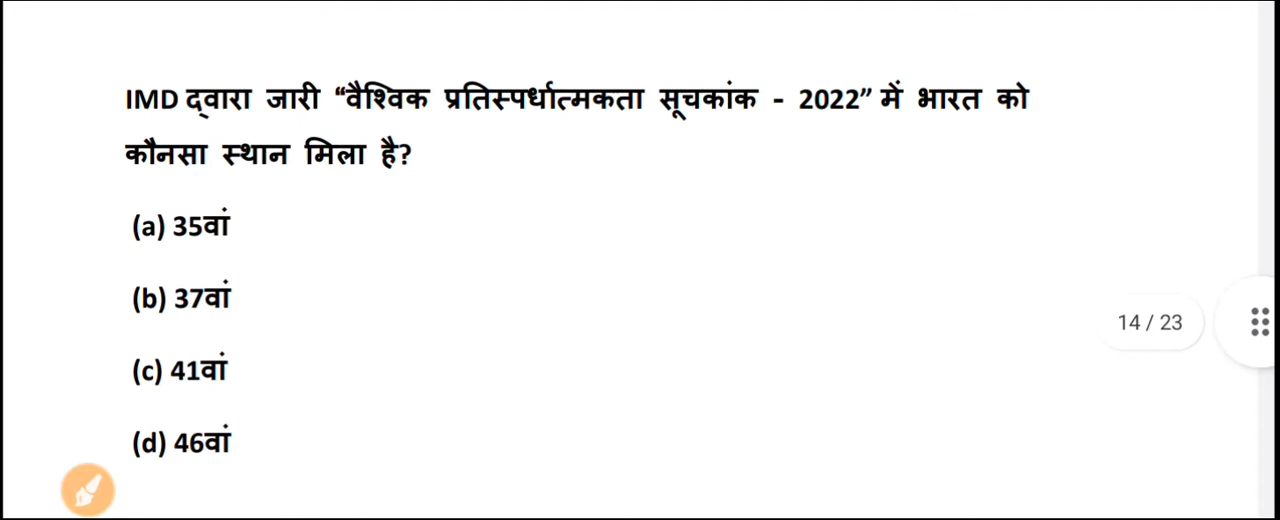 IMD द्वारा जारी “वैश्विक प्रतिस्पर्धात्मकता सूचकांक - 2022” में भारत को
कौनसा स्थान मिला है?
(a) 35वां
(b) 37वां
(c) 41वां
(d) 46वां
14 / 23